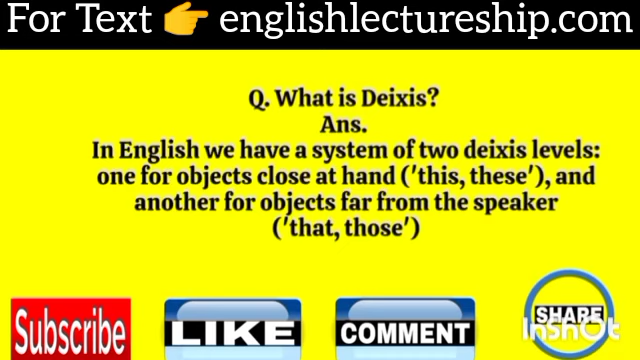 For Text 👉 englishlectureship.com
Q. What is Deixis?
Ans.
In English we have a system of two deixis levels:
one for objects close at hand ('this, these'), and
another for objects far from the speaker
('that, those')
Subscribe
LIKE
COMMENT
SHARE
InShOt